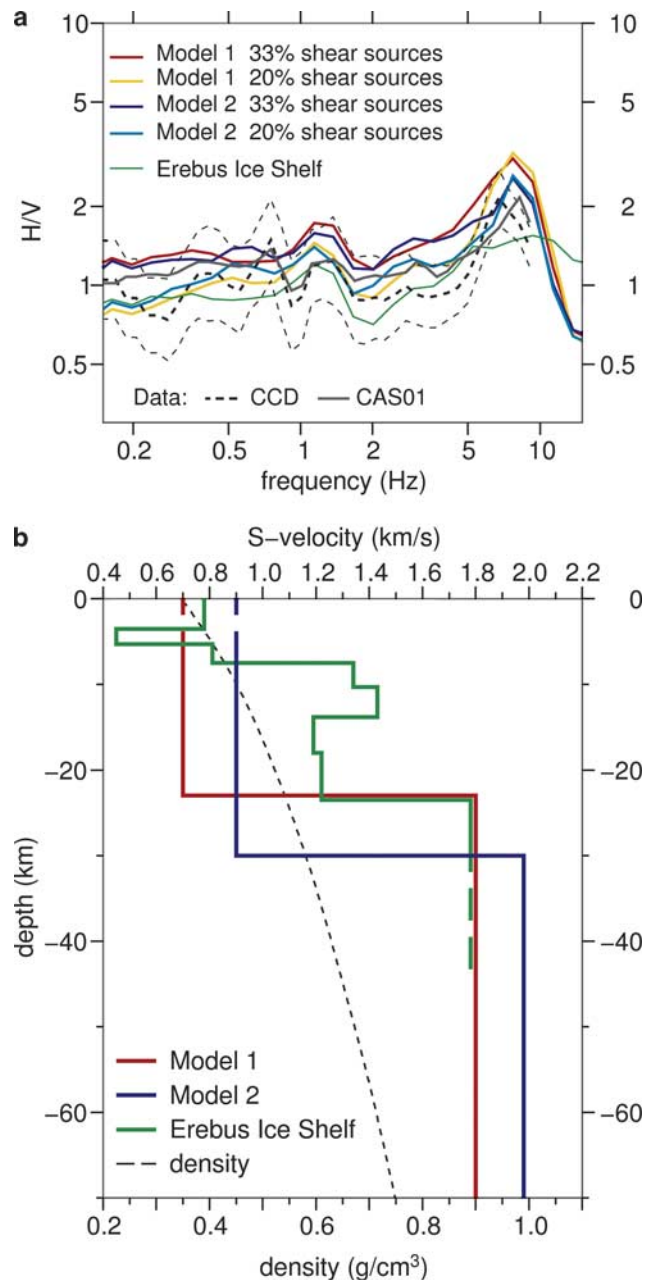 a
10
10
Model 1 33% shear sources
Model 1 20% shear sources
Model 2 33% shear sources
Model 2 20% shear sources
Erebus Ice Shelf
5
5
2
2
1
1
0.5
0.5
H/V
Data: CCD CAS01
0.2 0.5 1 2 5 10
frequency (Hz)
b
S−velocity (km/s)
0.4 0.6 0.8 1.0 1.2 1.4 1.6 1.8 2.0 2.2
0
0
−20
−20
−40
−40
−60
−60
depth (km)
Model 1
Model 2
Erebus Ice Shelf
density
0.2 0.4 0.6 0.8 1.0
density (g/cm³)